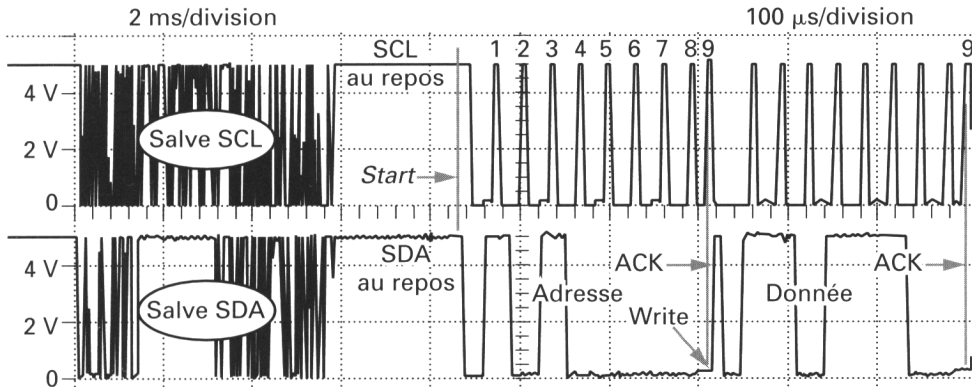 2 ms/division
100 µs/division
SCL
au repos
1 2 3 4 5 6 7 8 9
9
4 V
2 V
0
Salve SCL
Start
SDA
au repos
4 V
2 V
0
Salve SDA
Adresse
ACK
Write
Donnée
ACK